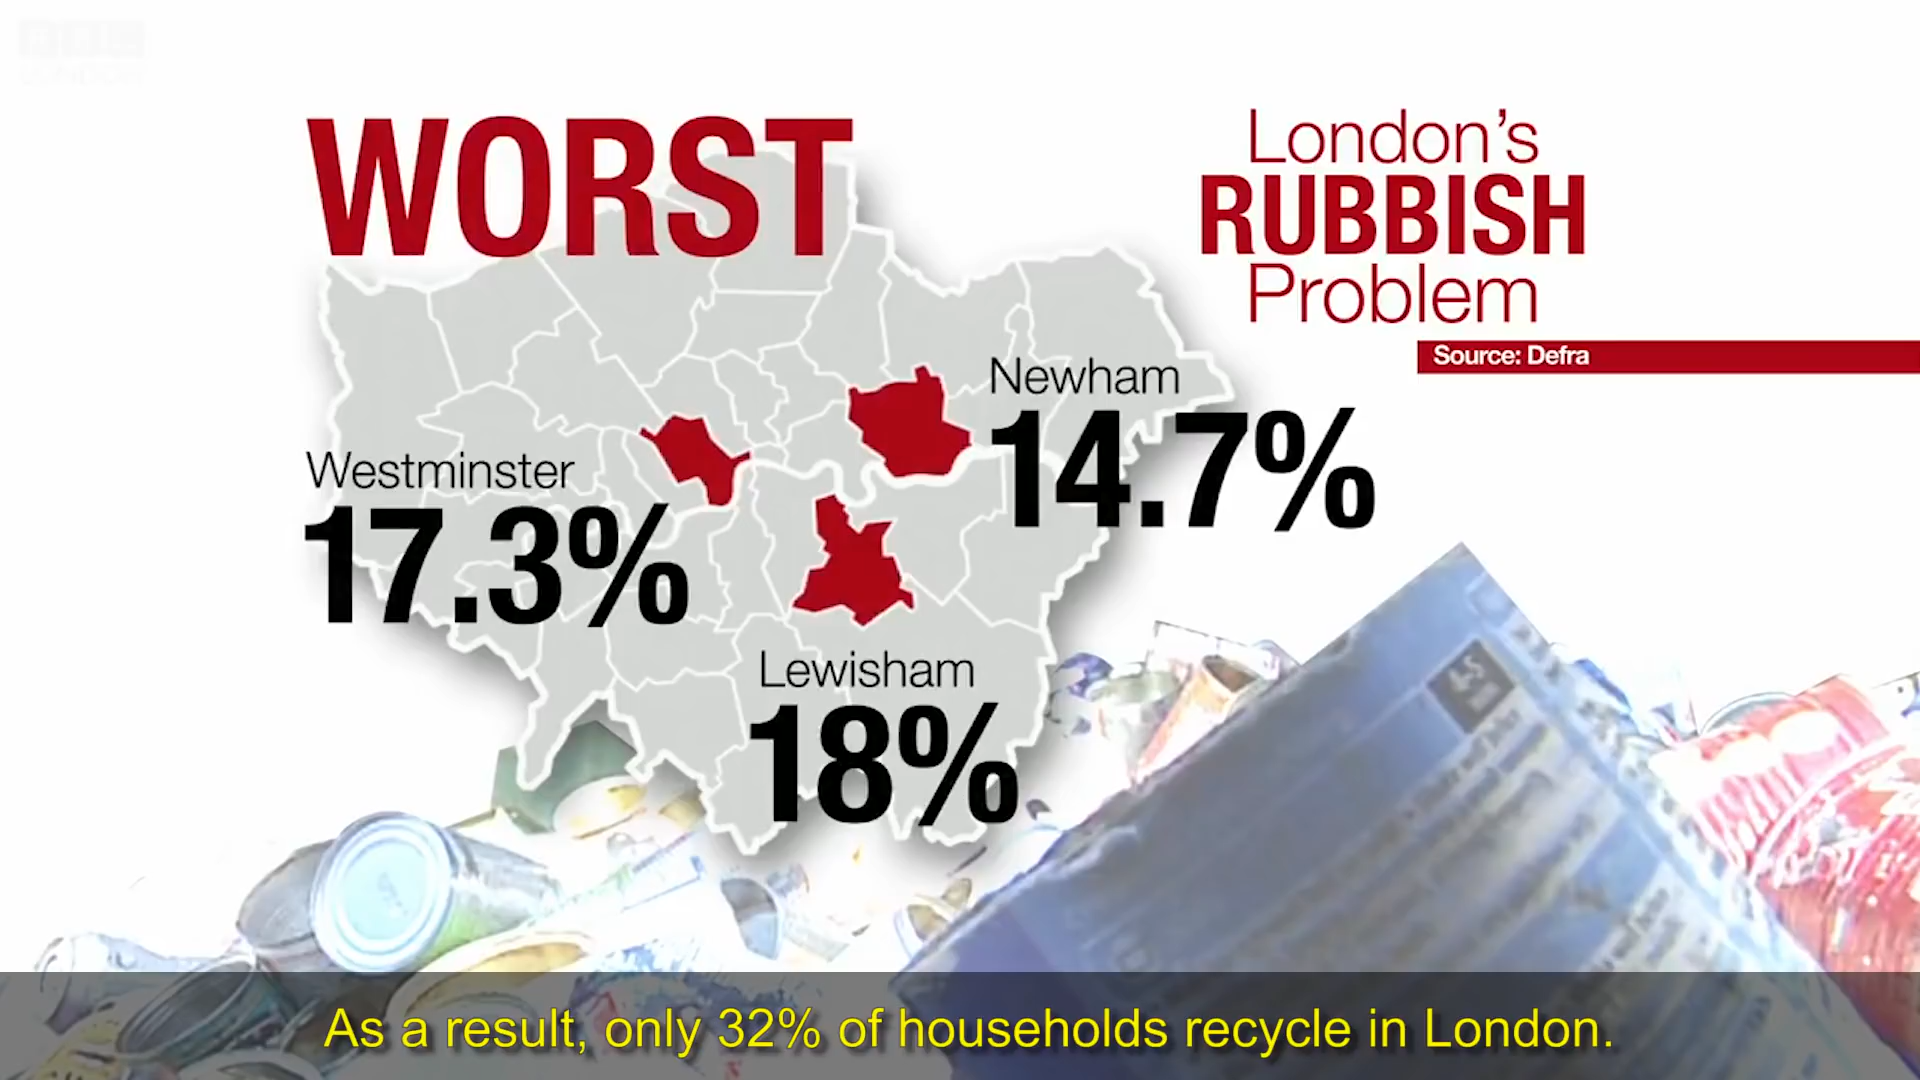 WORST
London's
RUBBISH
Problem
Source: Defra
Newham
14.7%
Westminster
17.3%
Lewisham
18%
As a result, only 32% of households recycle in London.